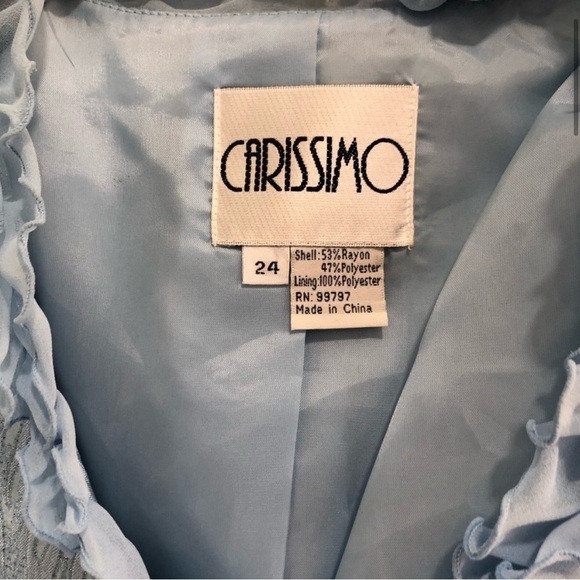 CARISSIMO
24
Shell:53%Rayon
47%Polyester
Lining:100%Polyester
RN: 99797
Made in China